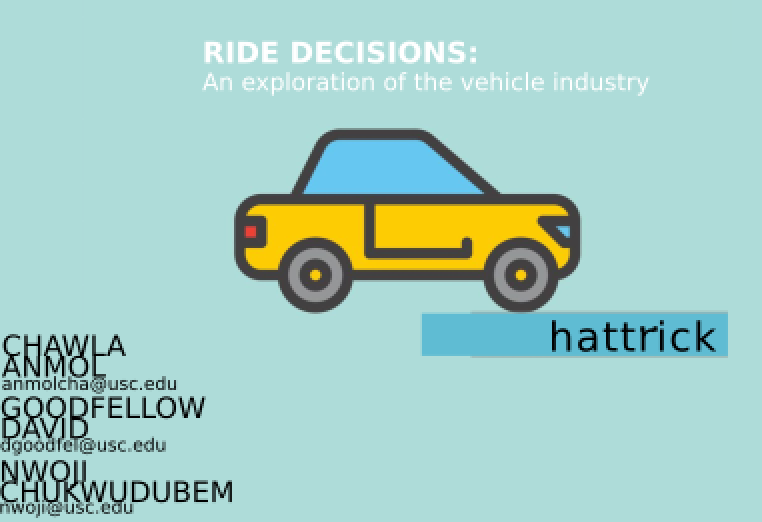 RIDE DECISIONS:
An exploration of the vehicle industry
hattrick
CHAWLA
ANMOL
anmolcha@usc.edu
GOODFELLOW
DAVID
dgoodfel@usc.edu
NWOJI
CHUKWUDUBEM
nwoji@usc.edu